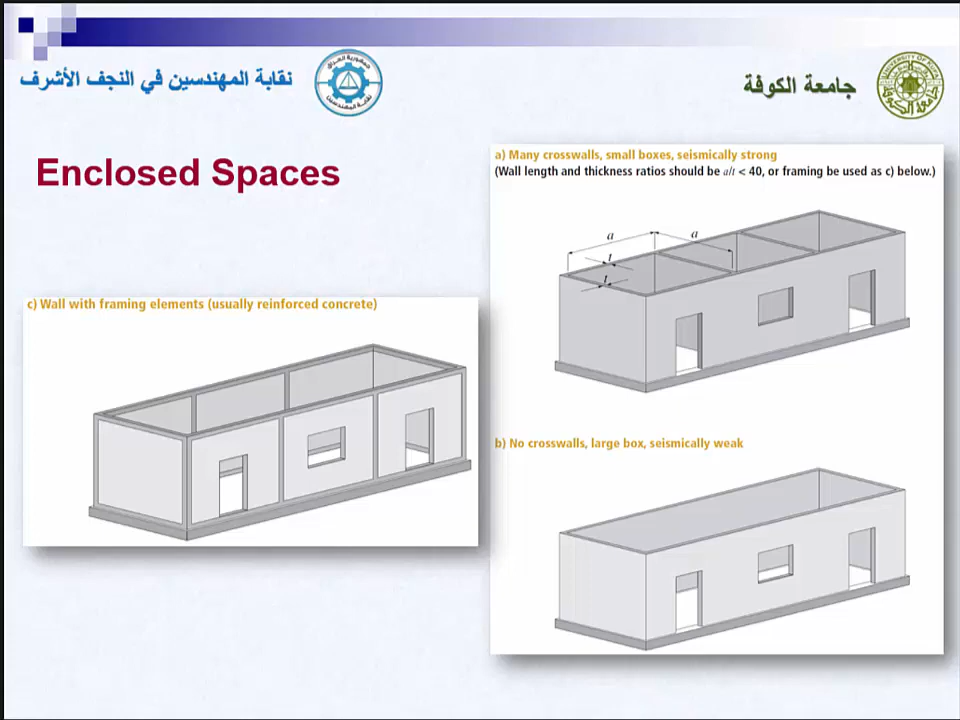 نقابة المهندسين في النجف الأشرف
جامعة الكوفة
Enclosed Spaces
a) Many crosswalls, small boxes, seismically strong
(Wall length and thickness ratios should be a/t < 40, or framing be used as c) below.)
a
a
t
t
c) Wall with framing elements (usually reinforced concrete)
b) No crosswalls, large box, seismically weak